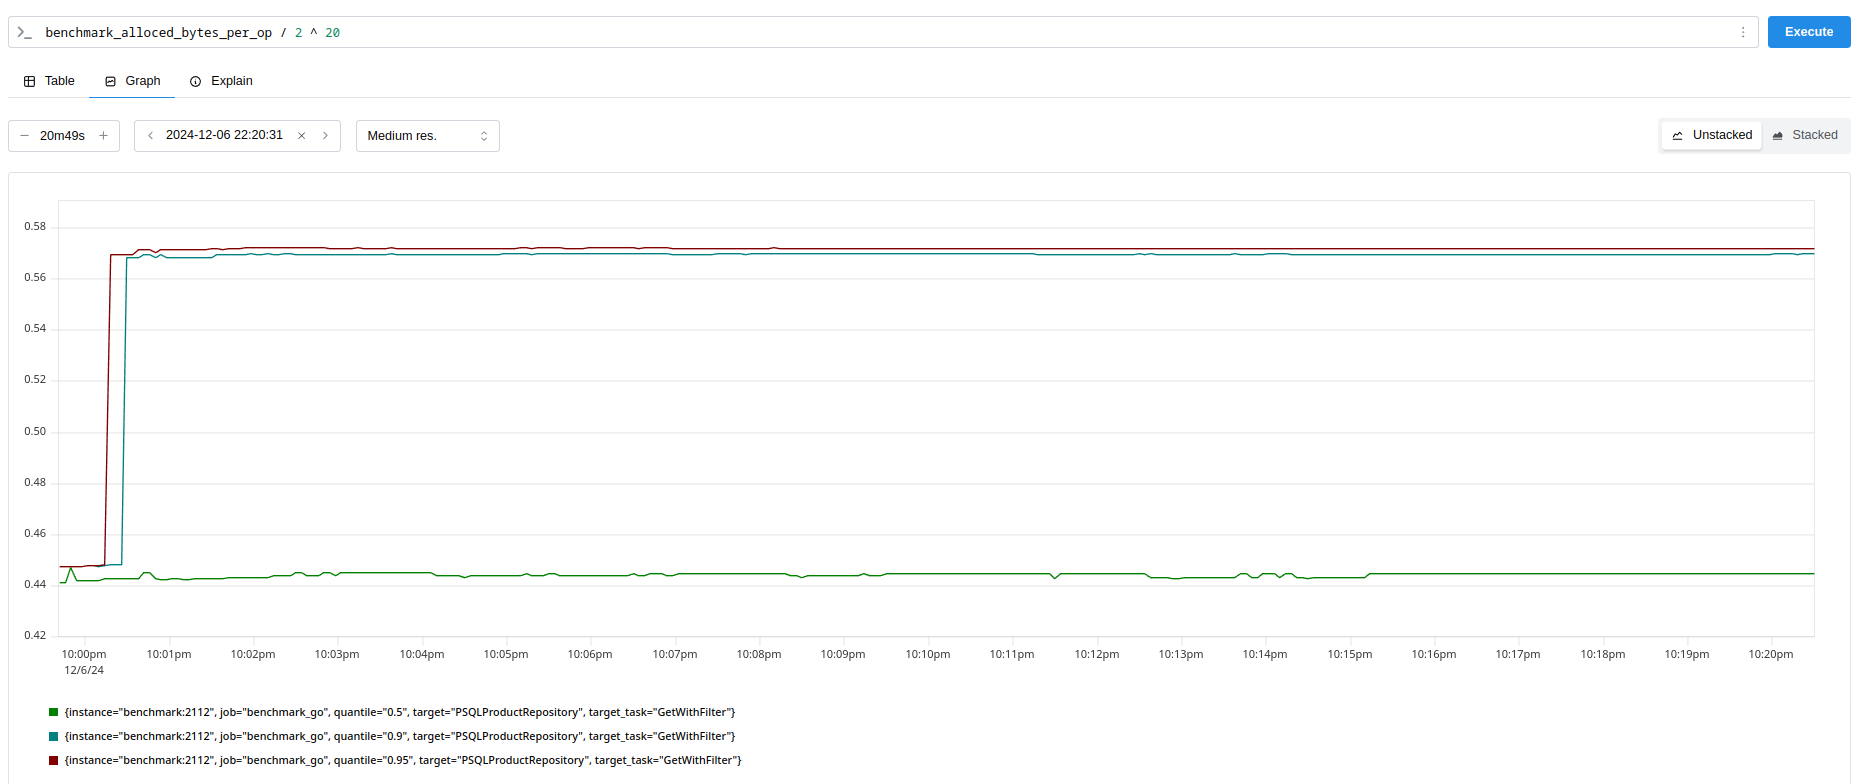 benchmark_alloced_bytes_per_op / 2 ^ 20
Execute
Table Graph Explain
20m49s 2024-12-06 22:20:31 Medium res. Unstacked Stacked
0.58
0.56
0.54
0.52
0.50
0.48
0.46
0.44
0.42
10:00pm 10:01pm 10:02pm 10:03pm 10:04pm 10:05pm 10:06pm 10:07pm 10:08pm 10:09pm 10:10pm 10:11pm 10:12pm 10:13pm 10:14pm 10:15pm 10:16pm 10:17pm 10:18pm 10:19pm 10:20pm
12/6/24
{instance="benchmark:2112", job="benchmark_go", quantile="0.5", target="PSQLProductRepository", target_task="GetWithFilter"}
{instance="benchmark:2112", job="benchmark_go", quantile="0.9", target="PSQLProductRepository", target_task="GetWithFilter"}
{instance="benchmark:2112", job="benchmark_go", quantile="0.95", target="PSQLProductRepository", target_task="GetWithFilter"}